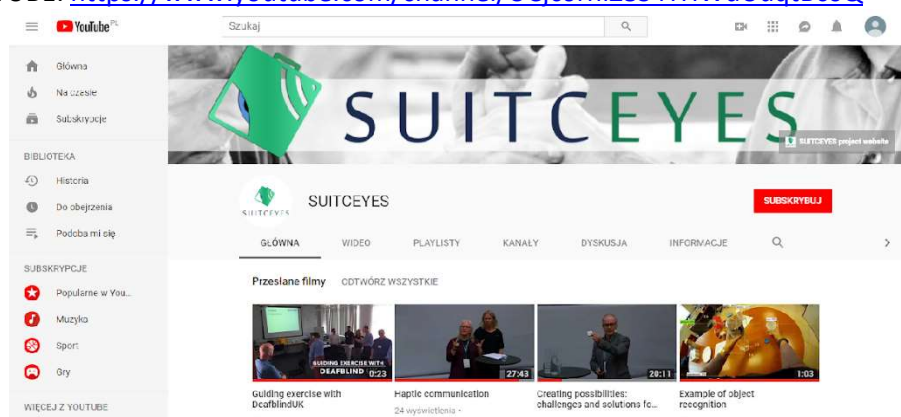 YouTube PL
Szukaj
Główna
Na czasie
Subskrypcje
SUITCEYES
SUITCEYES project website
BIBLIOTEKA
Historia
Do obejrzenia
Podoba mi się
SUITCEYES
SUITCEYES
SUBSKRYBUJ
GŁÓWNA WIDEO PLAYLISTY KANAŁY DYSKUSJA INFORMACJE
SUBSKRYPCJE
Popularne w You...
Muzyka
Sport
Gry
Przesłane filmy ODTWÓRZ WSZYSTKIE
GUIDING EXERCISE WITH
DEAFBLIND 0:23
27:43
20:11
1:03
Guiding exercise with
DeafblindUK
Haptic communication
24 wyświetlenia •
Creating possibilities:
challenges and solutions fo...
Example of object
recognition
WIĘCEJ Z YOUTUBE